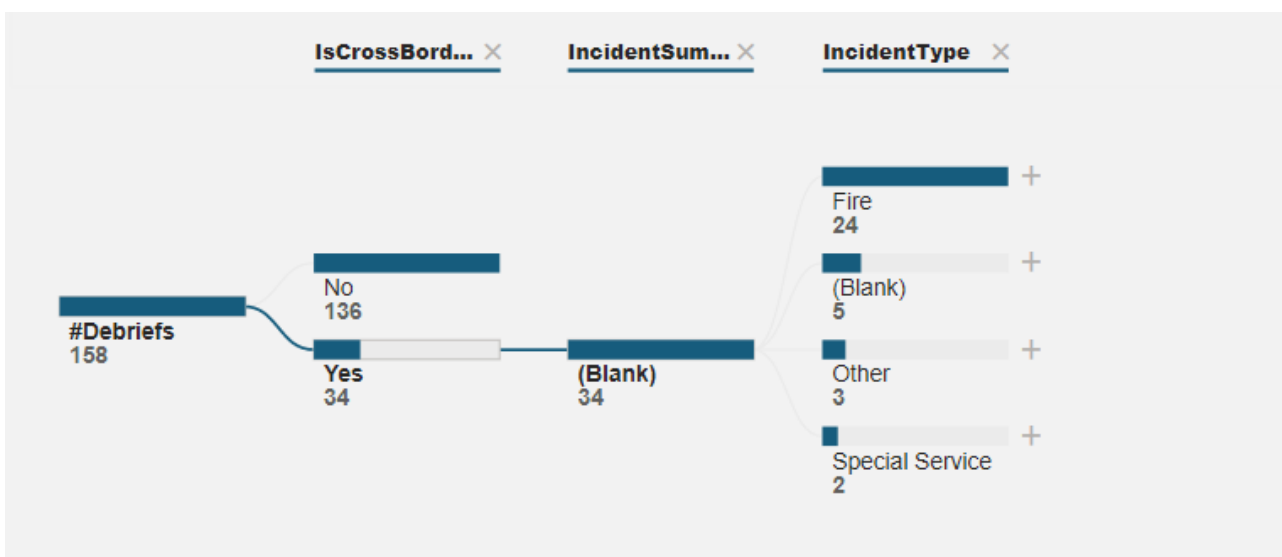 IsCrossBord...
IncidentSum...
IncidentType
#Debriefs
158
No
136
Yes
34
(Blank)
34
Fire
24
(Blank)
5
Other
3
Special Service
2